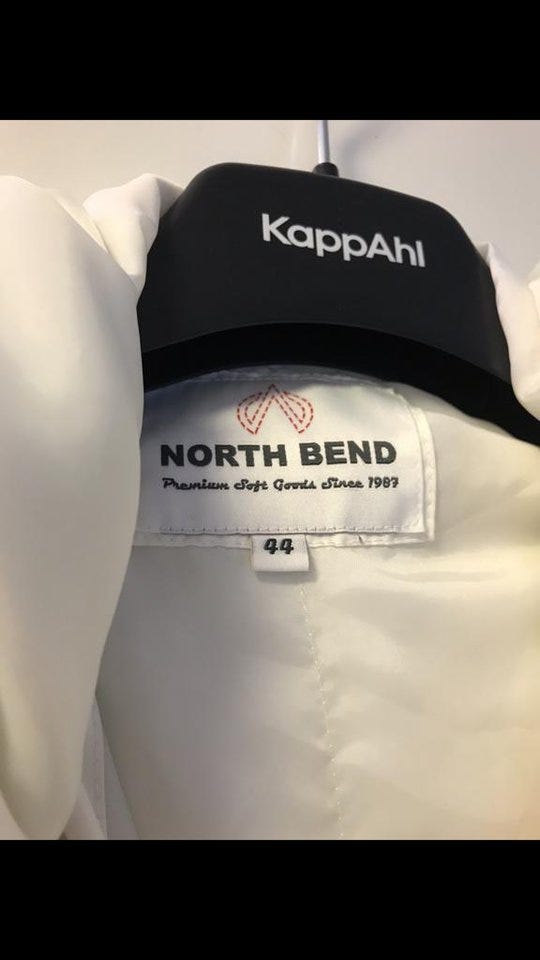 KappAhl
NORTH BEND
Premium Soft Goods Since 1987
44